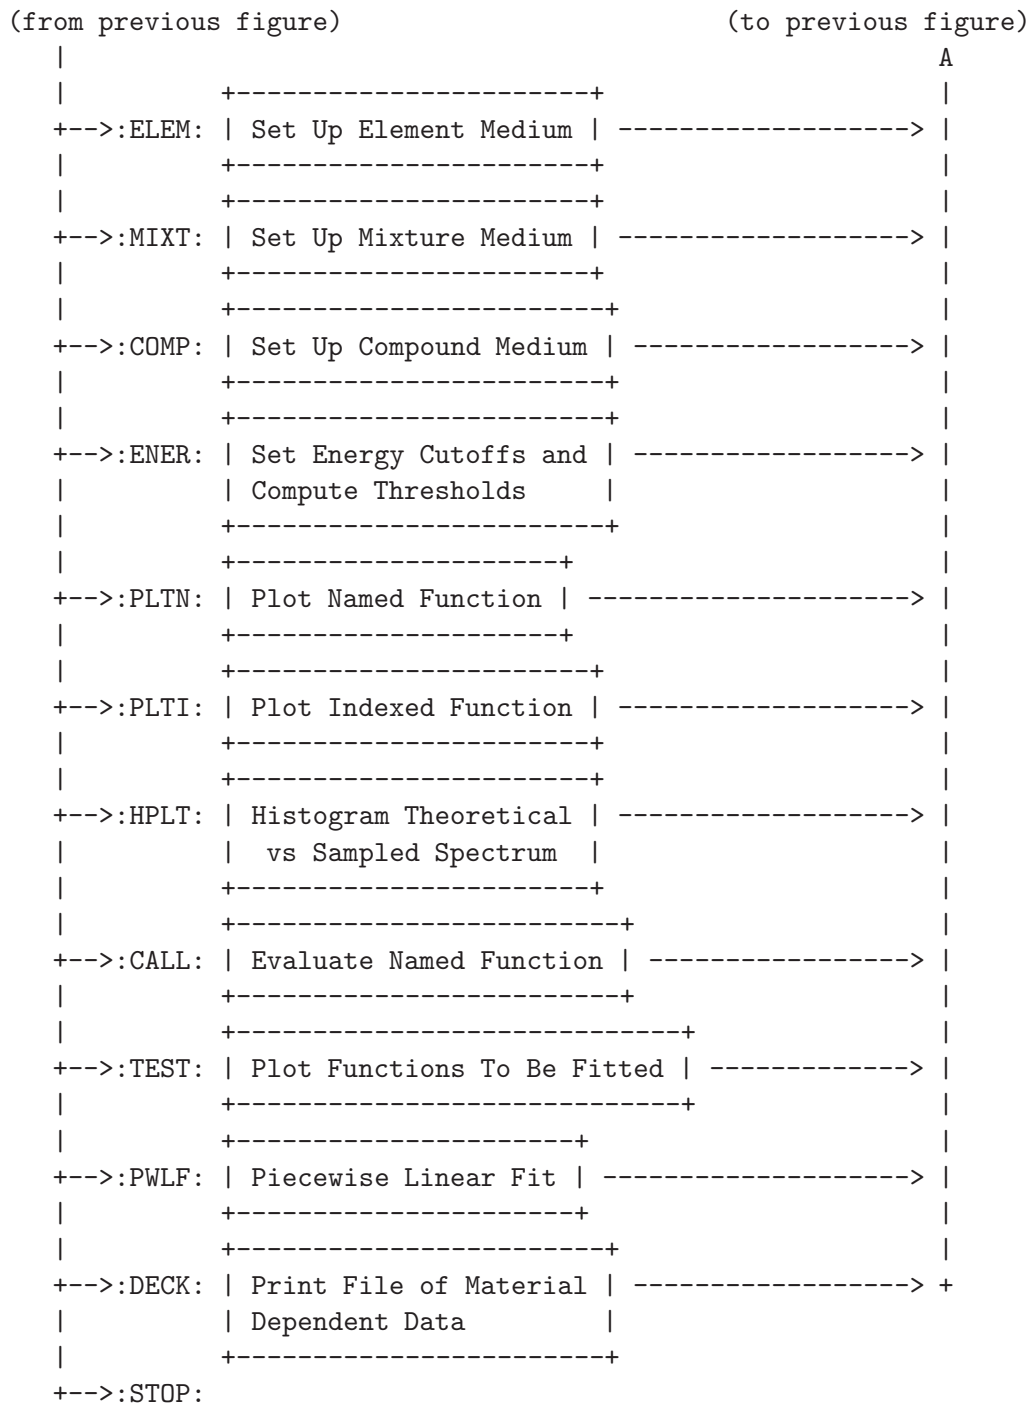 (from previous figure)                         (to previous figure)
   |                                                         A
   |          +-----------------------+                      |
   +-->:ELEM: | Set Up Element Medium | -------------------> |
   |          +-----------------------+                      |
   |          +-----------------------+                      |
   +-->:MIXT: | Set Up Mixture Medium | -------------------> |
   |          +-----------------------+                      |
   |          +------------------------+                     |
   +-->:COMP: | Set Up Compound Medium | ------------------> |
   |          +------------------------+                     |
   |          +------------------------+                     |
   +-->:ENER: | Set Energy Cutoffs and | ------------------> |
   |          | Compute Thresholds     |                     |
   |          +------------------------+                     |
   |          +---------------------+                        |
   +-->:PLTN: | Plot Named Function | ---------------------> |
   |          +---------------------+                        |
   |          +-----------------------+                      |
   +-->:PLTI: | Plot Indexed Function | -------------------> |
   |          +-----------------------+                      |
   |          +-----------------------+                      |
   +-->:HPLT: | Histogram Theoretical | -------------------> |
   |          |  vs Sampled Spectrum  |                      |
   |          +-----------------------+                      |
   |          +-------------------------+                    |
   +-->:CALL: | Evaluate Named Function | -----------------> |
   |          +-------------------------+                    |
   |          +-----------------------------+                |
   +-->:TEST: | Plot Functions To Be Fitted | -------------> |
   |          +-----------------------------+                |
   |          +----------------------+                       |
   +-->:PWLF: | Piecewise Linear Fit | --------------------> |
   |          +----------------------+                       |
   |          +------------------------+                     |
   +-->:DECK: | Print File of Material | ------------------> +
   |          | Dependent Data         |
   |          +------------------------+
   +-->:STOP: